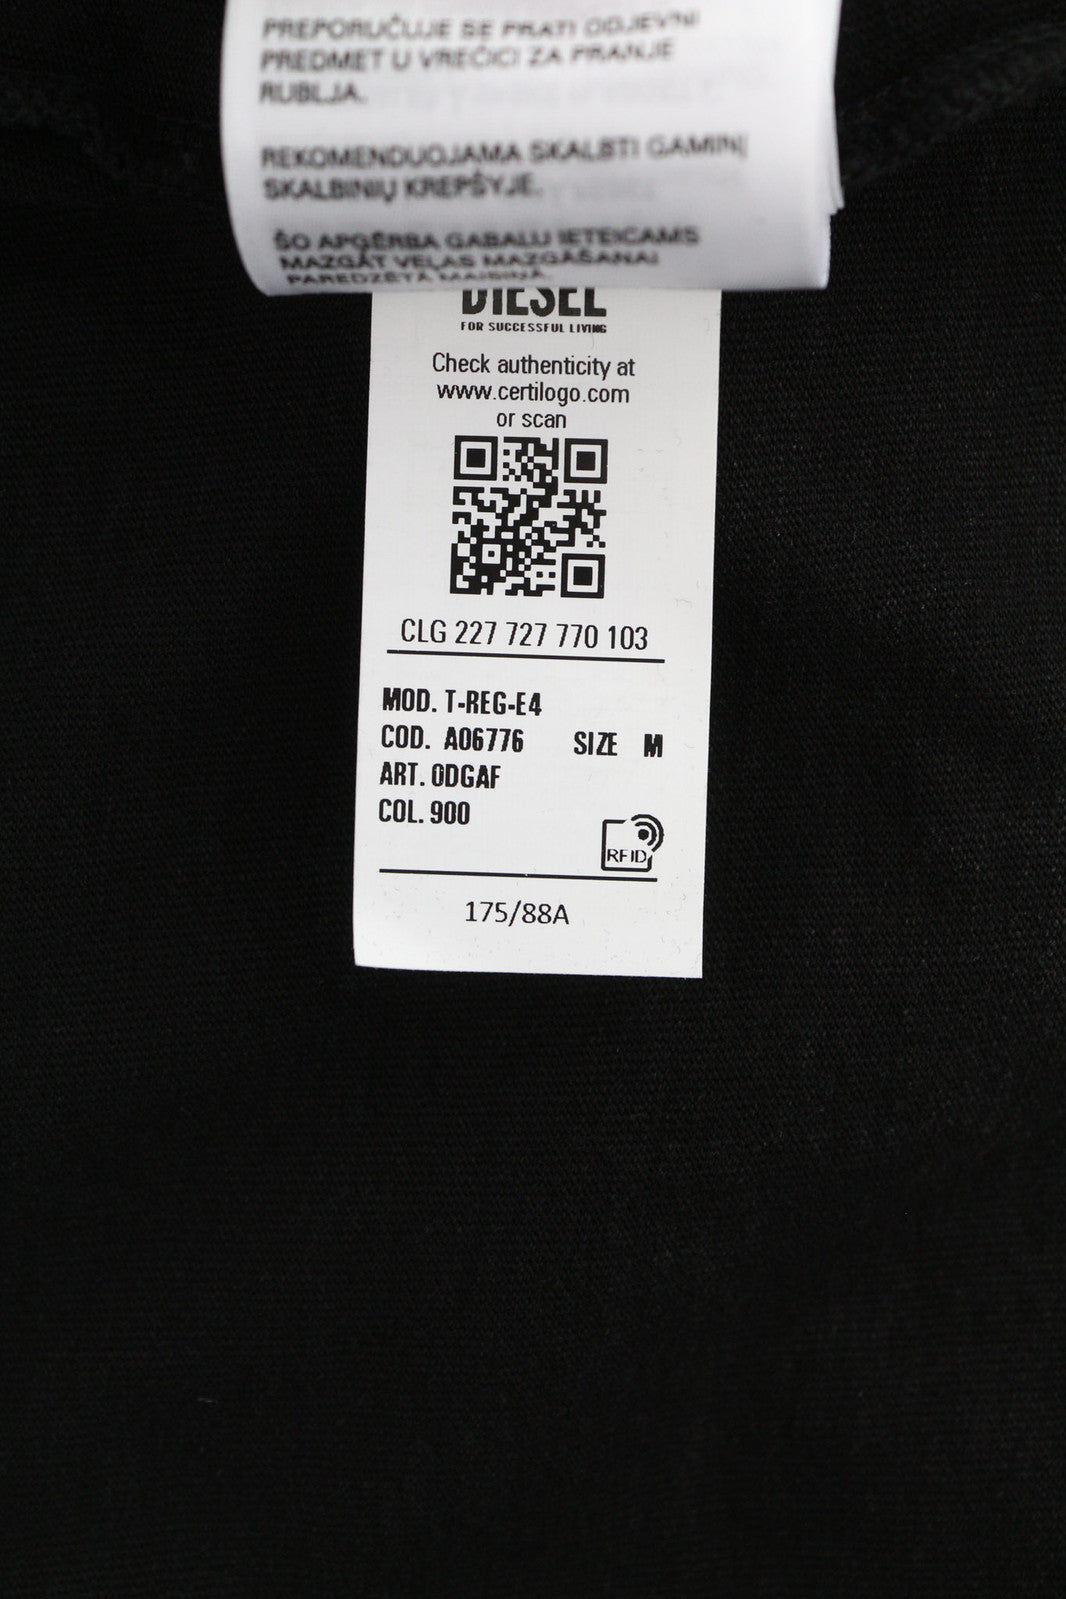 PREPORUČUJE SE PRATI ODJEVNI
PREDMET U VREĆICI ZA PRANJE
RUBLJA.
REKOMENDUOJAMA SKALBTI GAMINĮ
SKALBINIŲ KREPŠYJE.
ŠO APĢĒRBA GABALU IETEICAMS
MAZGĀT VEĻAS MAZGĀŠANAI
PAREDZĒTĀ MAISIŅĀ.
DIESEL
FOR SUCCESSFUL LIVING
Check authenticity at
www.certilogo.com
or scan
CLG 227 727 770 103
MOD. T-REG-E4
COD. A06776 SIZE M
ART. 0DGAF
COL. 900
RFID
175/88A